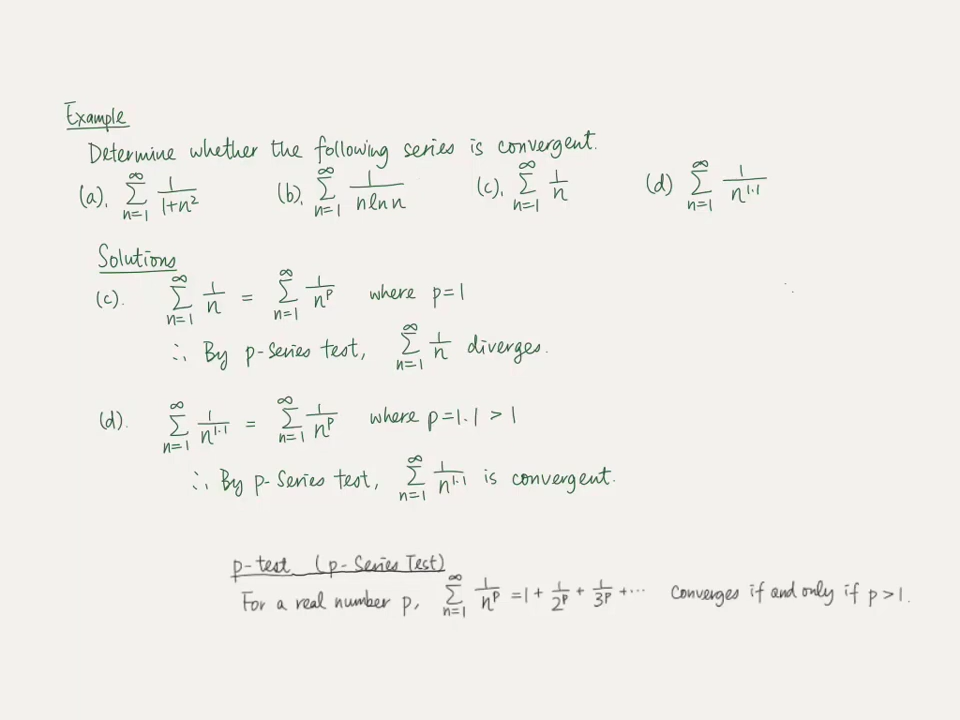 Example
Determine whether the following series is convergent.
(a). ∑_{n=1}^{∞} 1/(1+n²) (b). ∑_{n=1}^{∞} 1/(n ln n) (c). ∑_{n=1}^{∞} 1/n (d) ∑_{n=1}^{∞} 1/n^{1.1}
Solutions
(c). ∑_{n=1}^{∞} 1/n = ∑_{n=1}^{∞} 1/n^p where p=1
∴ By p-series test, ∑_{n=1}^{∞} 1/n diverges.
(d). ∑_{n=1}^{∞} 1/n^{1.1} = ∑_{n=1}^{∞} 1/n^p where p=1.1 > 1
∴ By p-series test, ∑_{n=1}^{∞} 1/n^{1.1} is convergent.
p-test (p-Series Test)
For a real number p, ∑_{n=1}^{∞} 1/n^p = 1 + 1/2^p + 1/3^p + ... Converges if and only if p > 1.